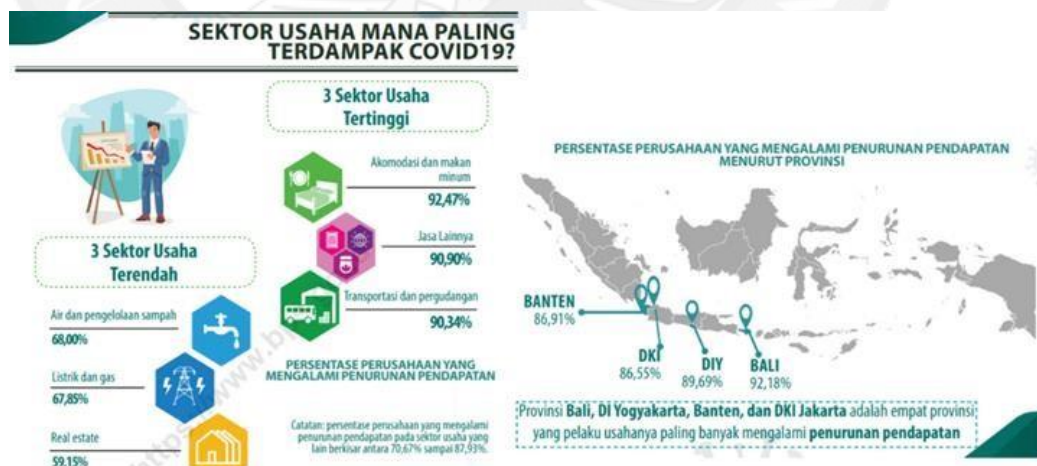 SEKTOR USAHA MANA PALING
TERDAMPAK COVID19?
3 Sektor Usaha
Tertinggi
Akomodasi dan makan
minum
92,47%
Jasa Lainnya
90,90%
Transportasi dan pergudangan
90,34%
3 Sektor Usaha
Terendah
Air dan pengelolaan sampah
68,00%
Listrik dan gas
67,85%
Real estate
59,15%
PERSENTASE PERUSAHAAN YANG
MENGALAMI PENURUNAN PENDAPATAN
Catatan: persentase perusahaan yang mengalami
penurunan pendapatan pada sektor usaha yang
lain berkisar antara 70,67% sampai 87,93%.
PERSENTASE PERUSAHAAN YANG MENGALAMI PENURUNAN PENDAPATAN
MENURUT PROVINSI
BANTEN
86,91%
DKI
86,55%
DIY
89,69%
BALI
92,18%
Provinsi Bali, DI Yogyakarta, Banten, dan DKI Jakarta adalah empat provinsi
yang pelaku usahanya paling banyak mengalami penurunan pendapatan